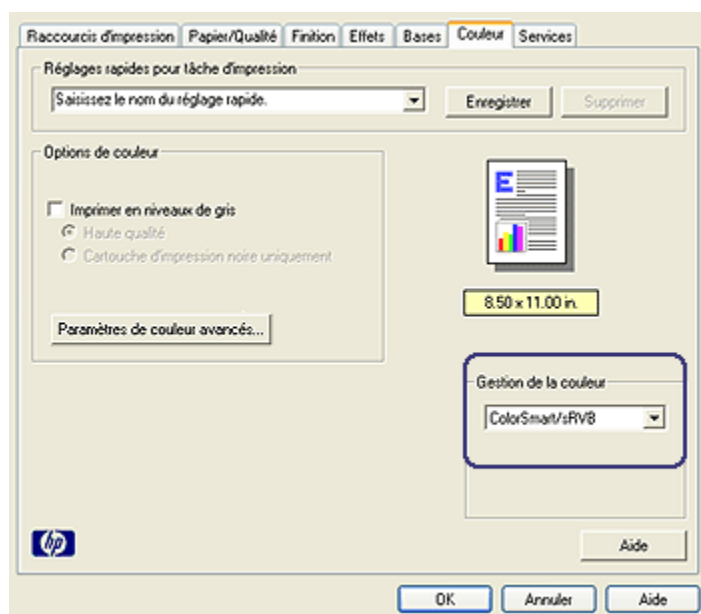 Raccourcis d'impression Papier/Qualité Finition Effets Bases Couleur Services
Réglages rapides pour tâche d'impression
Saisissez le nom du réglage rapide. Enregistrer Supprimer
Options de couleur
Imprimer en niveaux de gris
Haute qualité
Cartouche d'impression noire uniquement
E
8.50 x 11.00 in.
Paramètres de couleur avancés...
Gestion de la couleur
ColorSmart/sRVB
hp
Aide
OK Annuler Aide